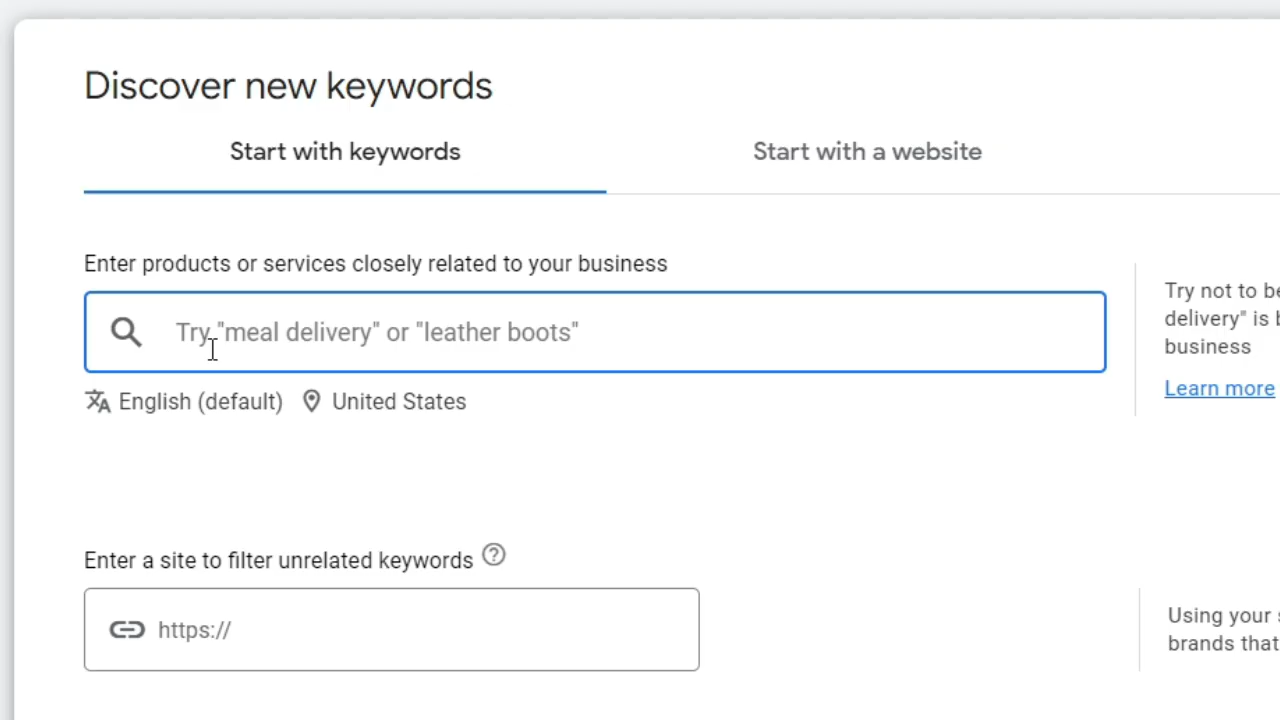 Discover new keywords
Start with keywords
Start with a website
Enter products or services closely related to your business
Try "meal delivery" or "leather boots"
English (default)
United States
Try not to
delivery" is
business
Learn more
Enter a site to filter unrelated keywords
https://
Using your
brands that